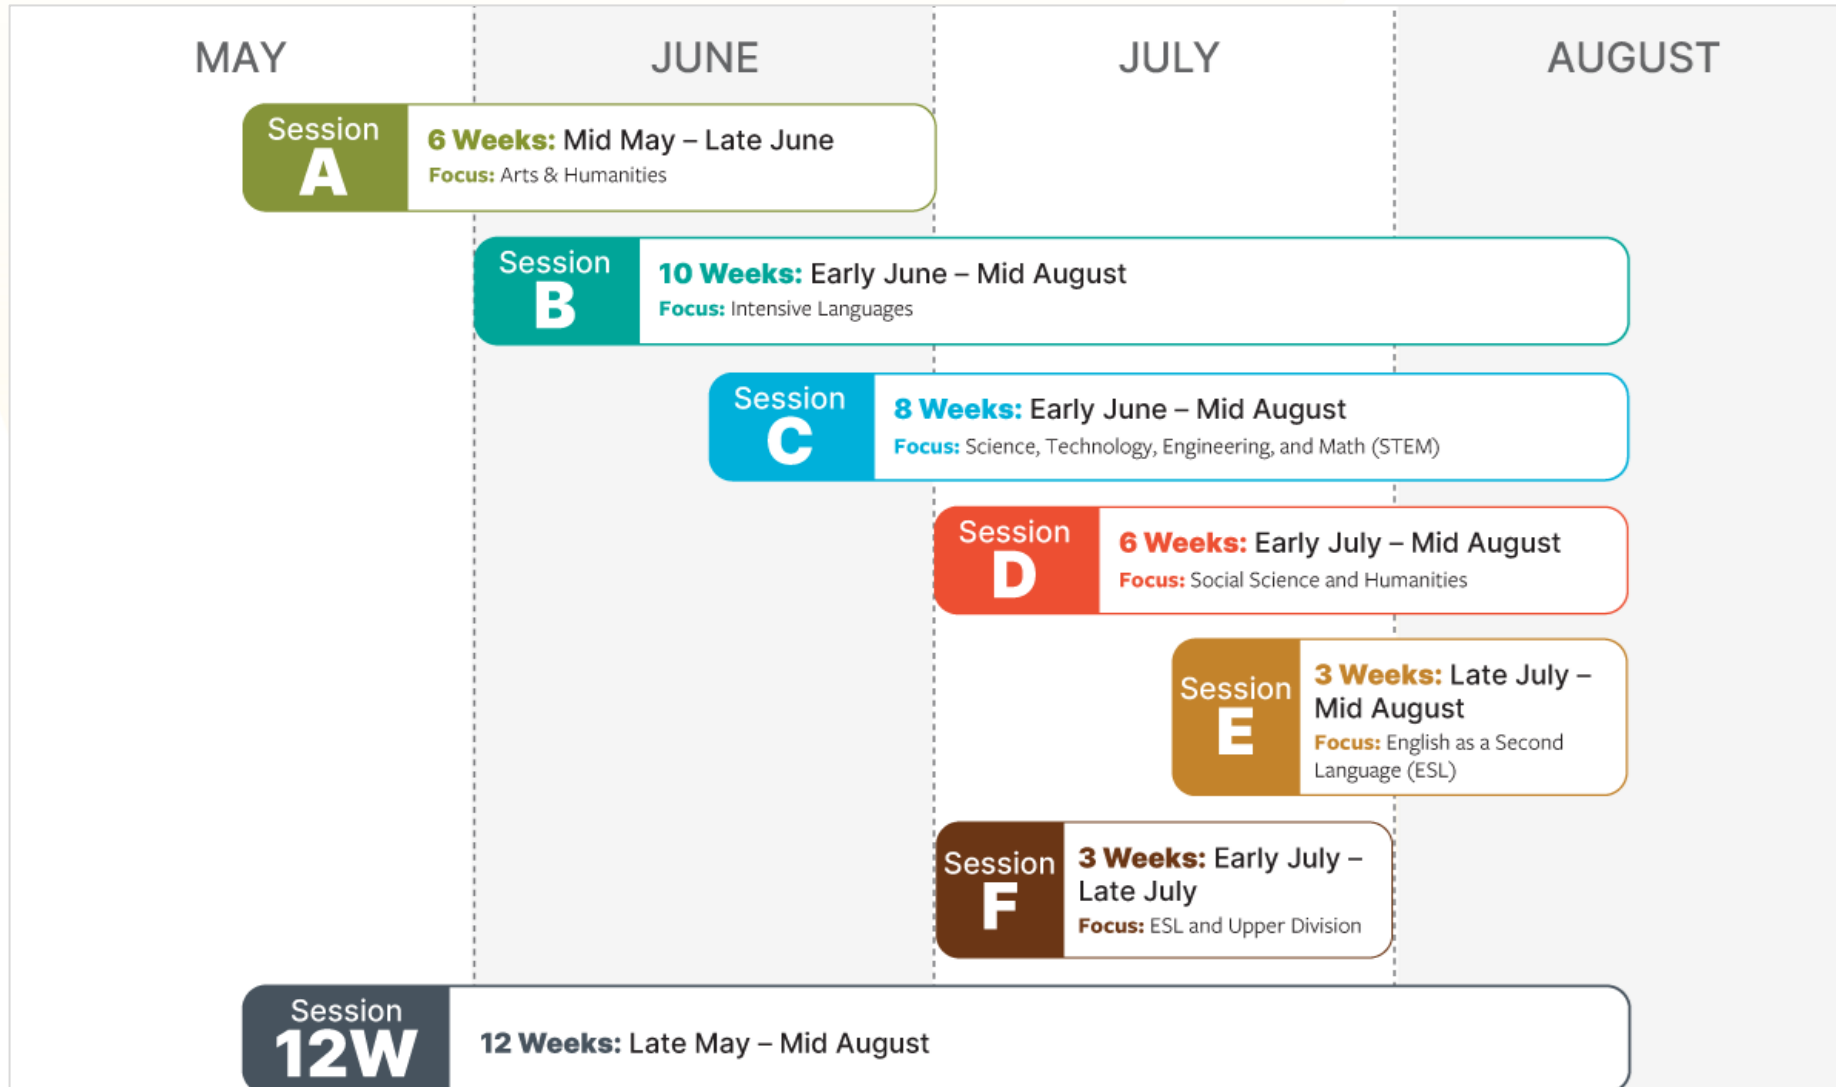 MAY
JUNE
JULY
AUGUST
Session
A
6 Weeks: Mid May – Late June
Focus: Arts & Humanities
Session
B
10 Weeks: Early June – Mid August
Focus: Intensive Languages
Session
C
8 Weeks: Early June – Mid August
Focus: Science, Technology, Engineering, and Math (STEM)
Session
D
6 Weeks: Early July – Mid August
Focus: Social Science and Humanities
Session
E
3 Weeks: Late July –
Mid August
Focus: English as a Second
Language (ESL)
Session
F
3 Weeks: Early July –
Late July
Focus: ESL and Upper Division
Session
12W
12 Weeks: Late May – Mid August